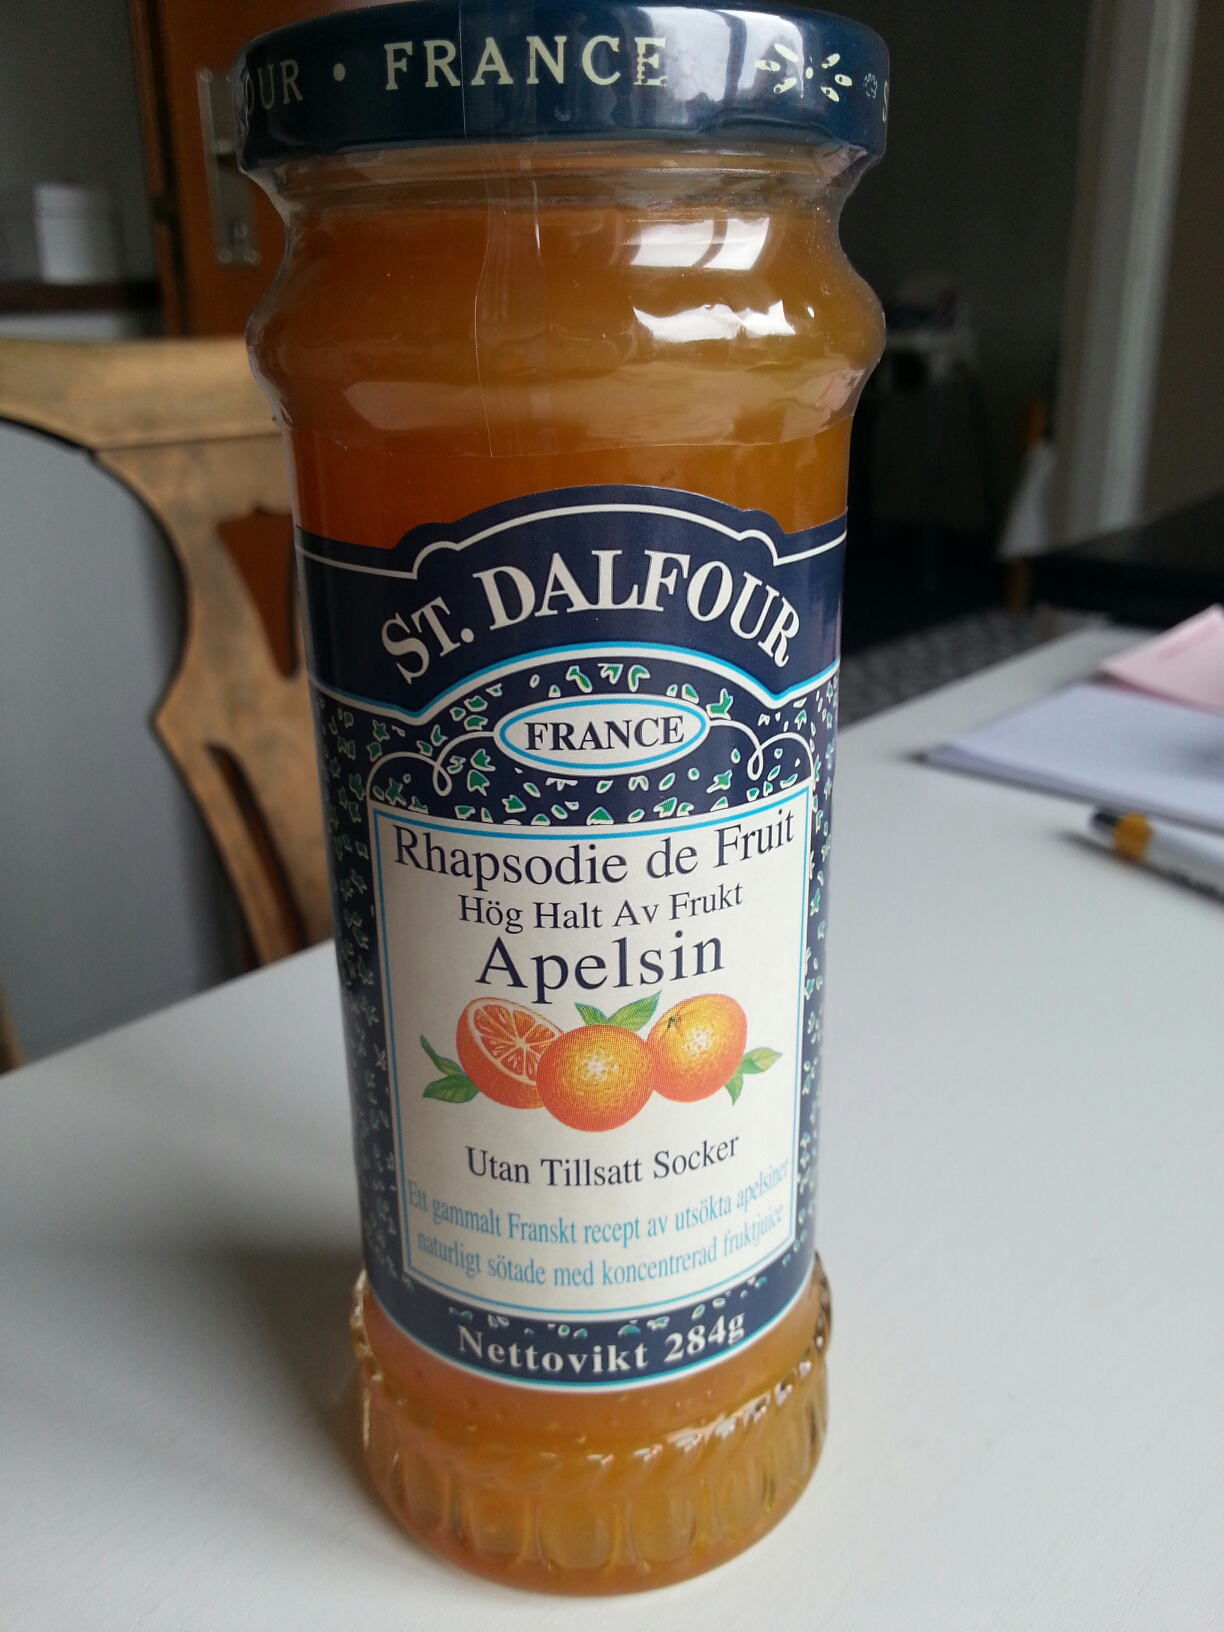 OUR • FRANCE
ST. DALFOUR
FRANCE
Rhapsodie de Fruit
Hög Halt Av Frukt
Apelsin
Utan Tillsatt Socker
Ett gammalt Franskt recept av utsökta apelsiner
naturligt sötade med koncentrerad fruktjuice
Nettovikt 284g